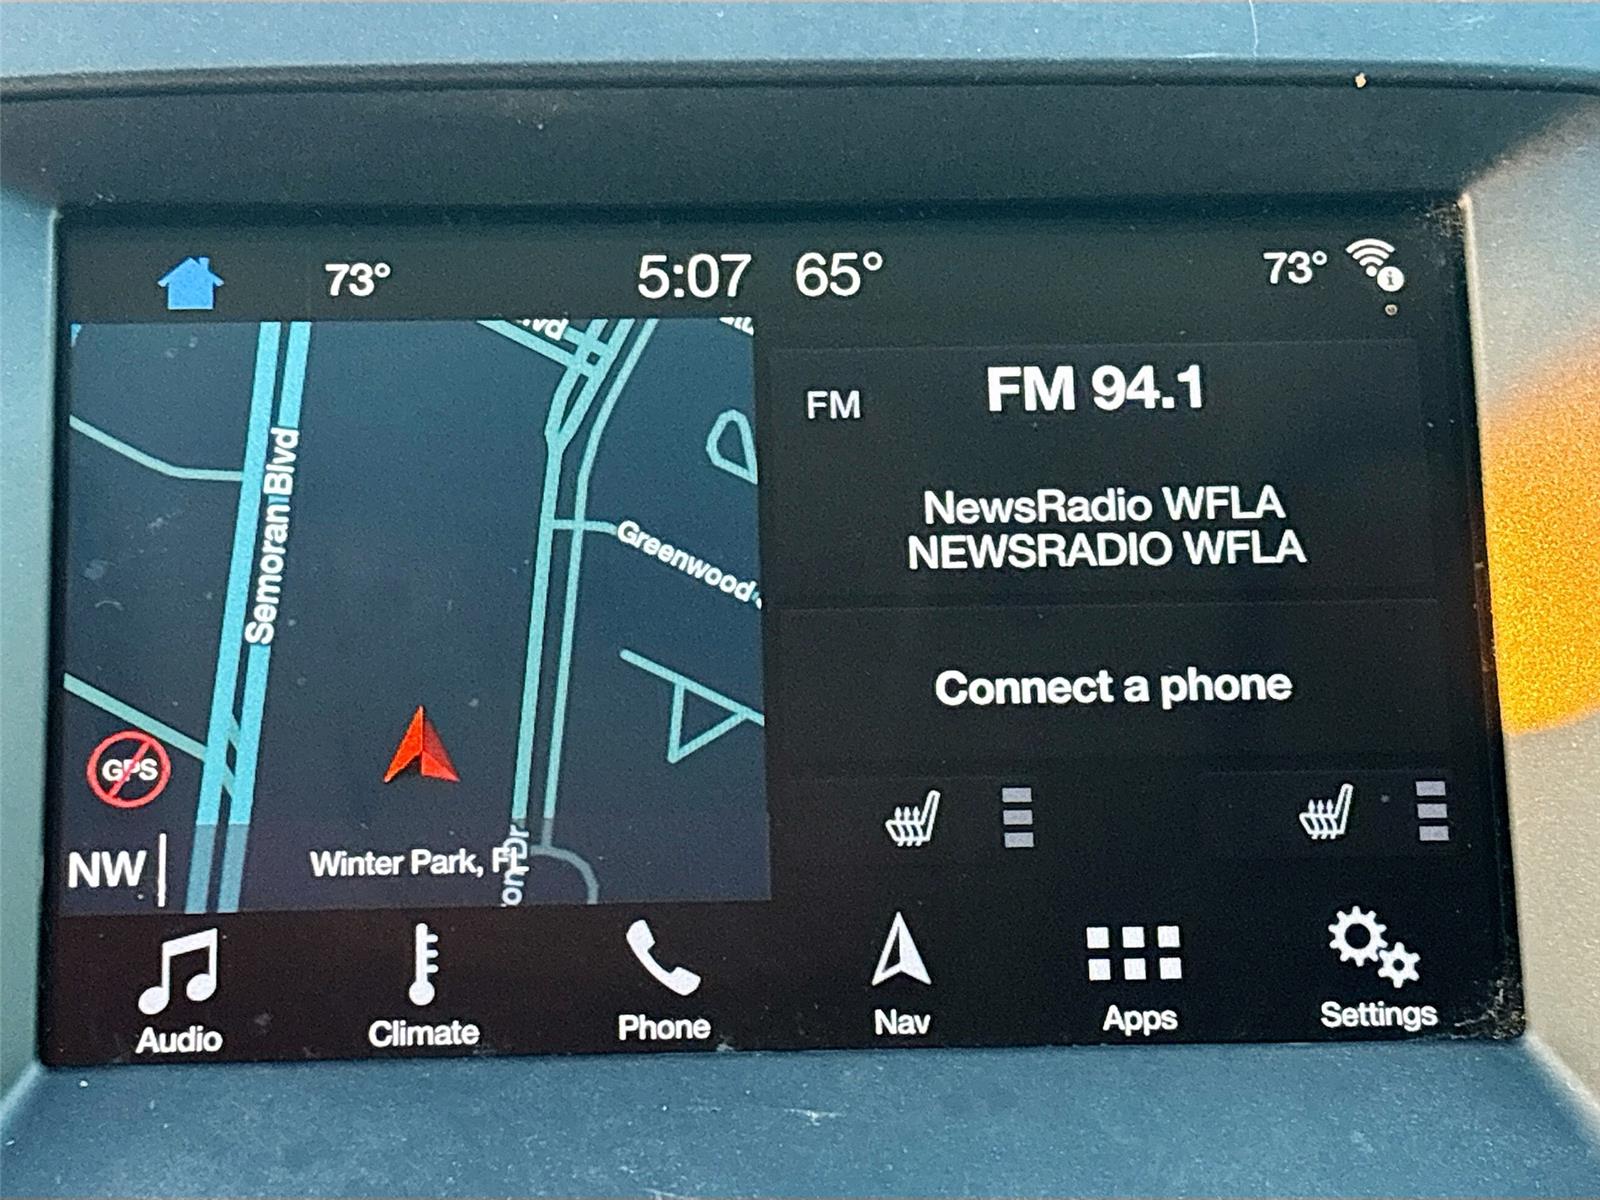 73°
5:07
65°
73°
FM
FM 94.1
NewsRadio WFLA
NEWSRADIO WFLA
Connect a phone
Semoran Blvd
Greenwood
GPS
NW
Winter Park, FL
Audio
Climate
Phone
Nav
Apps
Settings